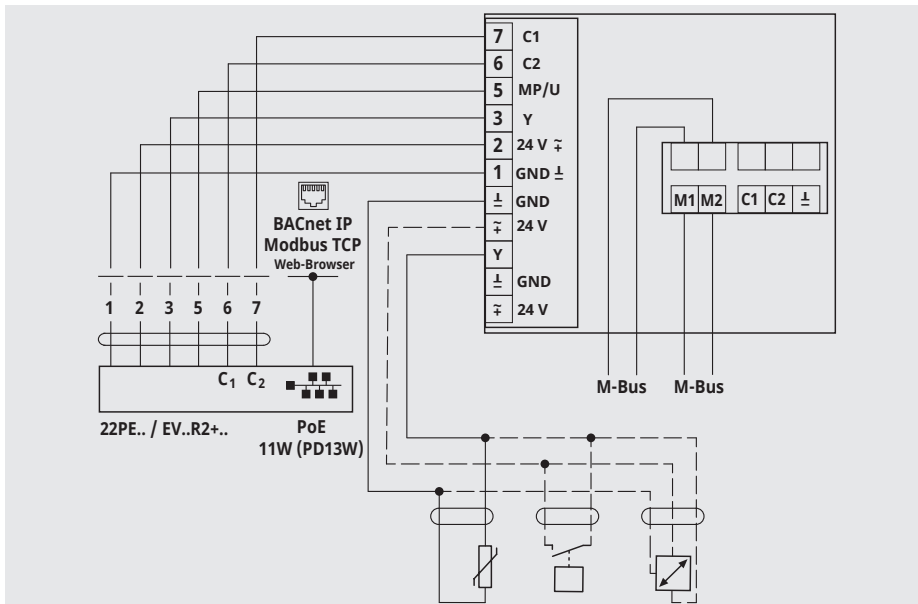 7 C1
6 C2
5 MP/U
3 Y
2 24 V
1 GND
GND
24 V
Y
GND
24 V
M1 M2 C1 C2
BACnet IP
Modbus TCP
Web-Browser
1 2 3 5 6 7
C1 C2
22PE.. / EV..R2+..
PoE
11W (PD13W)
M-Bus M-Bus